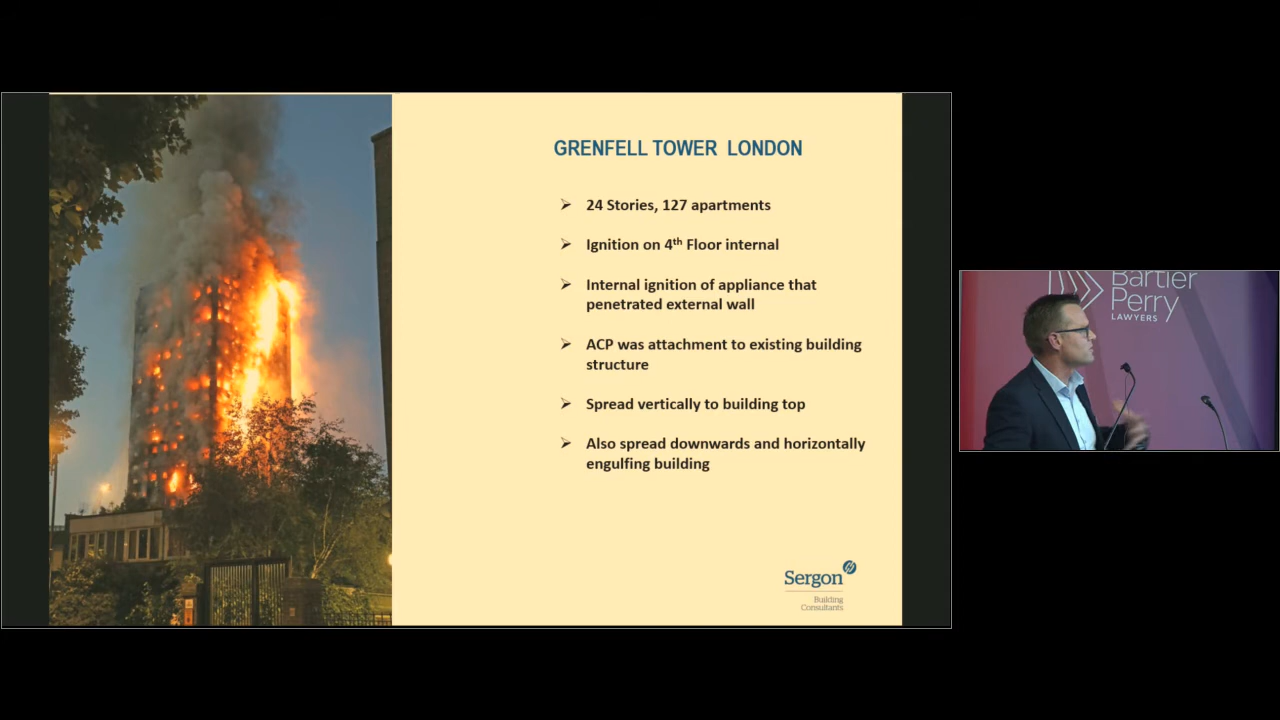 GRENFELL TOWER LONDON
24 Stories, 127 apartments
Ignition on 4th Floor internal
Internal ignition of appliance that
penetrated external wall
ACP was attachment to existing building
structure
Spread vertically to building top
Also spread downwards and horizontally
engulfing building
Sergon
Building
Consultants
Bartier
Perry
LAWYERS